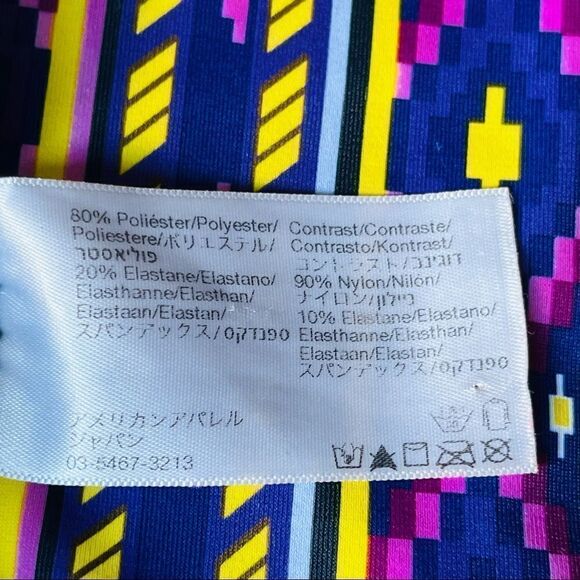 80% Poliéster/Polyester/
Poliestere/ポリエステル/
פוליאסטר
20% Elastane/Elastano/
Elasthanne/Elasthan/
Elastaan/Elastan/
スパンデックス/ספנדקס
アメリカンアパレル
ジャパン
03-5467-3213
Contrast/Contraste/
Contrasto/Kontrast/
コントラスト/
90% Nylon/Nilón/
ナイロン/ניילון/
10% Elastane/Elastano/
Elasthanne/Elasthan/
Elastaan/Elastan/
スパンデックス/ספנדקס